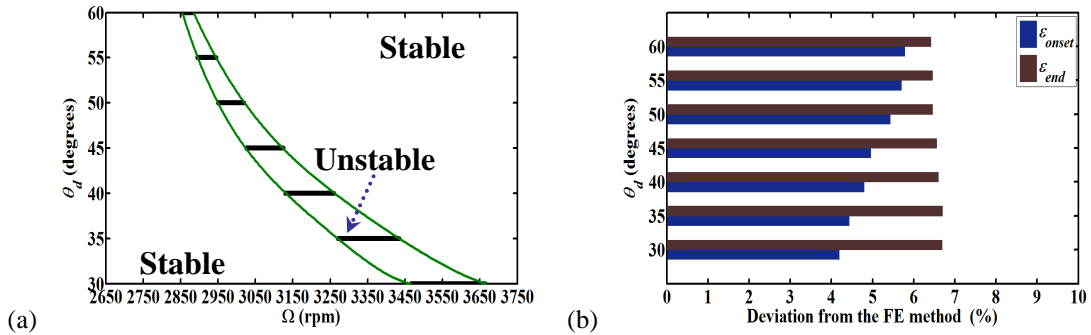 60
55
50
45
40
35
30
θd (degrees)
Stable
Unstable
Stable
2650 2750 2850 2950 3050 3150 3250 3350 3450 3550 3650 3750
Ω (rpm)
(a)
εonset
εend
60
55
50
45
40
35
30
θd (degrees)
0 1 2 3 4 5 6 7 8 9 10
Deviation from the FE method (%)
(b)